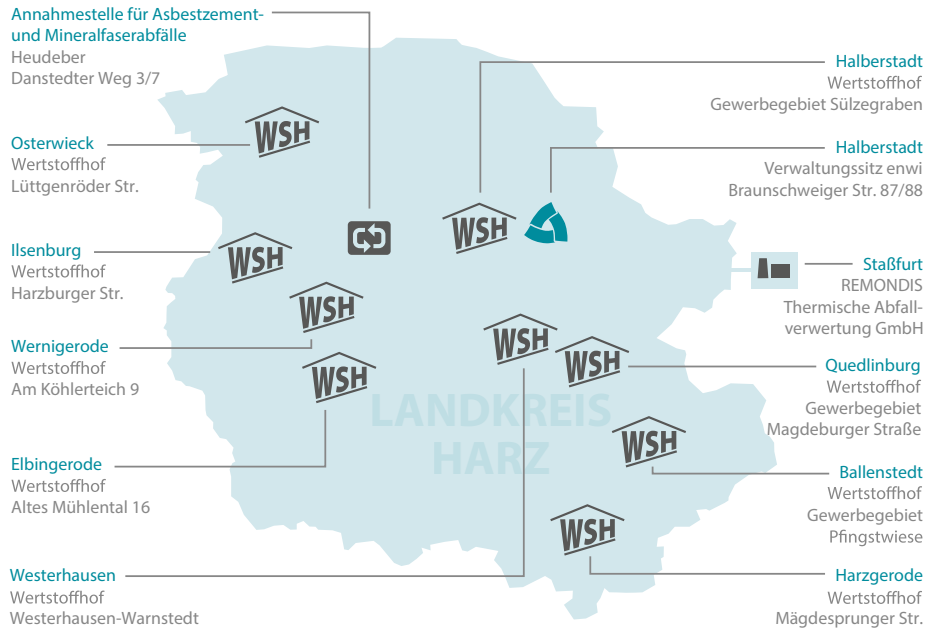 Annahmestelle für Asbestzement-
und Mineralfaserabfälle
Heudeber
Danstedter Weg 3/7
Osterwieck
Wertstoffhof
Lüttgenröder Str.
Ilsenburg
Wertstoffhof
Harzburger Str.
Wernigerode
Wertstoffhof
Am Köhlerteich 9
Elbingerode
Wertstoffhof
Altes Mühlental 16
Westerhausen
Wertstoffhof
Westerhausen-Warnstedt
WSH
WSH
WSH
WSH
WSH
WSH
WSH
WSH
WSH
LANDKREIS
HARZ
Halberstadt
Wertstoffhof
Gewerbegebiet Sülzegraben
Halberstadt
Verwaltungssitz enwi
Braunschweiger Str. 87/88
Staßfurt
REMONDIS
Thermische Abfall-
verwertung GmbH
Quedlinburg
Wertstoffhof
Gewerbegebiet
Magdeburger Straße
Ballenstedt
Wertstoffhof
Gewerbegebiet
Pfingstwiese
Harzgerode
Wertstoffhof
Mägdesprunger Str.